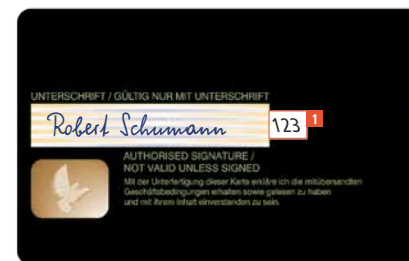 UNTERSCHRIFT / GÜLTIG NUR MIT UNTERSCHRIFT
Robert Schumann 123 1
AUTHORISED SIGNATURE /
NOT VALID UNLESS SIGNED
Mit der Unterfertigung dieser Karte erkläre ich die mitübersandten
Geschäftsbedingungen erhalten sowie gelesen zu haben
und mit ihrem Inhalt einverstanden zu sein.